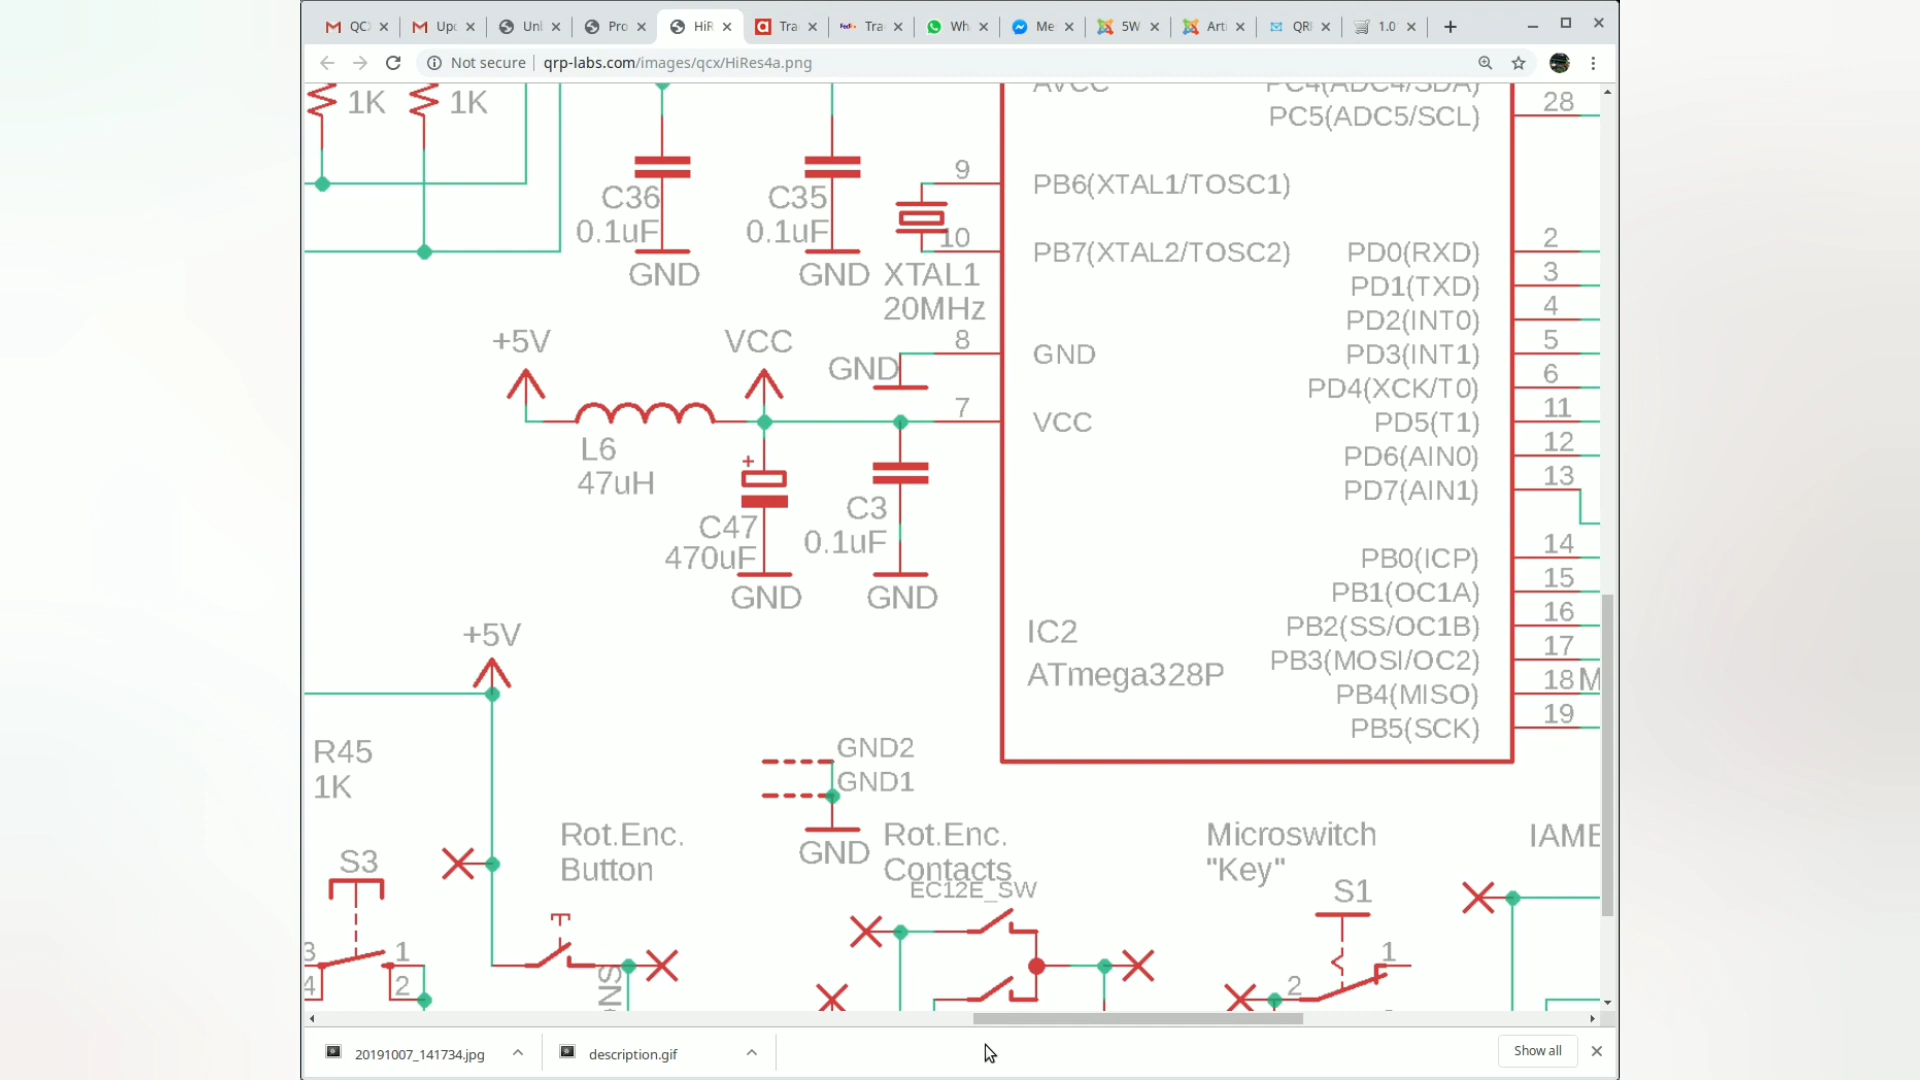 QC
Up
Unl
Pro
HiR
Tra
FedEx
Tra
Wh
Me
5W
Arti
QRI
1.0
Not secure
qrp-labs.com/images/qcx/HiRes4a.png
1K
1K
AVCC
PC4(ADC4/SDA)
PC5(ADC5/SCL)
28
C36
0.1uF
GND
C35
0.1uF
GND
9
10
XTAL1
20MHz
PB6(XTAL1/TOSC1)
PB7(XTAL2/TOSC2)
PD0(RXD)
2
PD1(TXD)
3
PD2(INT0)
4
PD3(INT1)
5
PD4(XCK/T0)
6
PD5(T1)
11
PD6(AIN0)
12
PD7(AIN1)
13
+5V
VCC
GND
8
GND
7
VCC
L6
47uH
+
C47
470uF
GND
C3
0.1uF
GND
PB0(ICP)
14
PB1(OC1A)
15
PB2(SS/OC1B)
16
PB3(MOSI/OC2)
17
PB4(MISO)
18
M
PB5(SCK)
19
IC2
ATmega328P
+5V
R45
1K
GND2
GND1
GND
Rot.Enc.
Button
Rot.Enc.
Contacts
EC12E_SW
Microswitch
"Key"
S3
S1
3
1
4
2
1
2
20191007_141734.jpg
description.gif
Show all